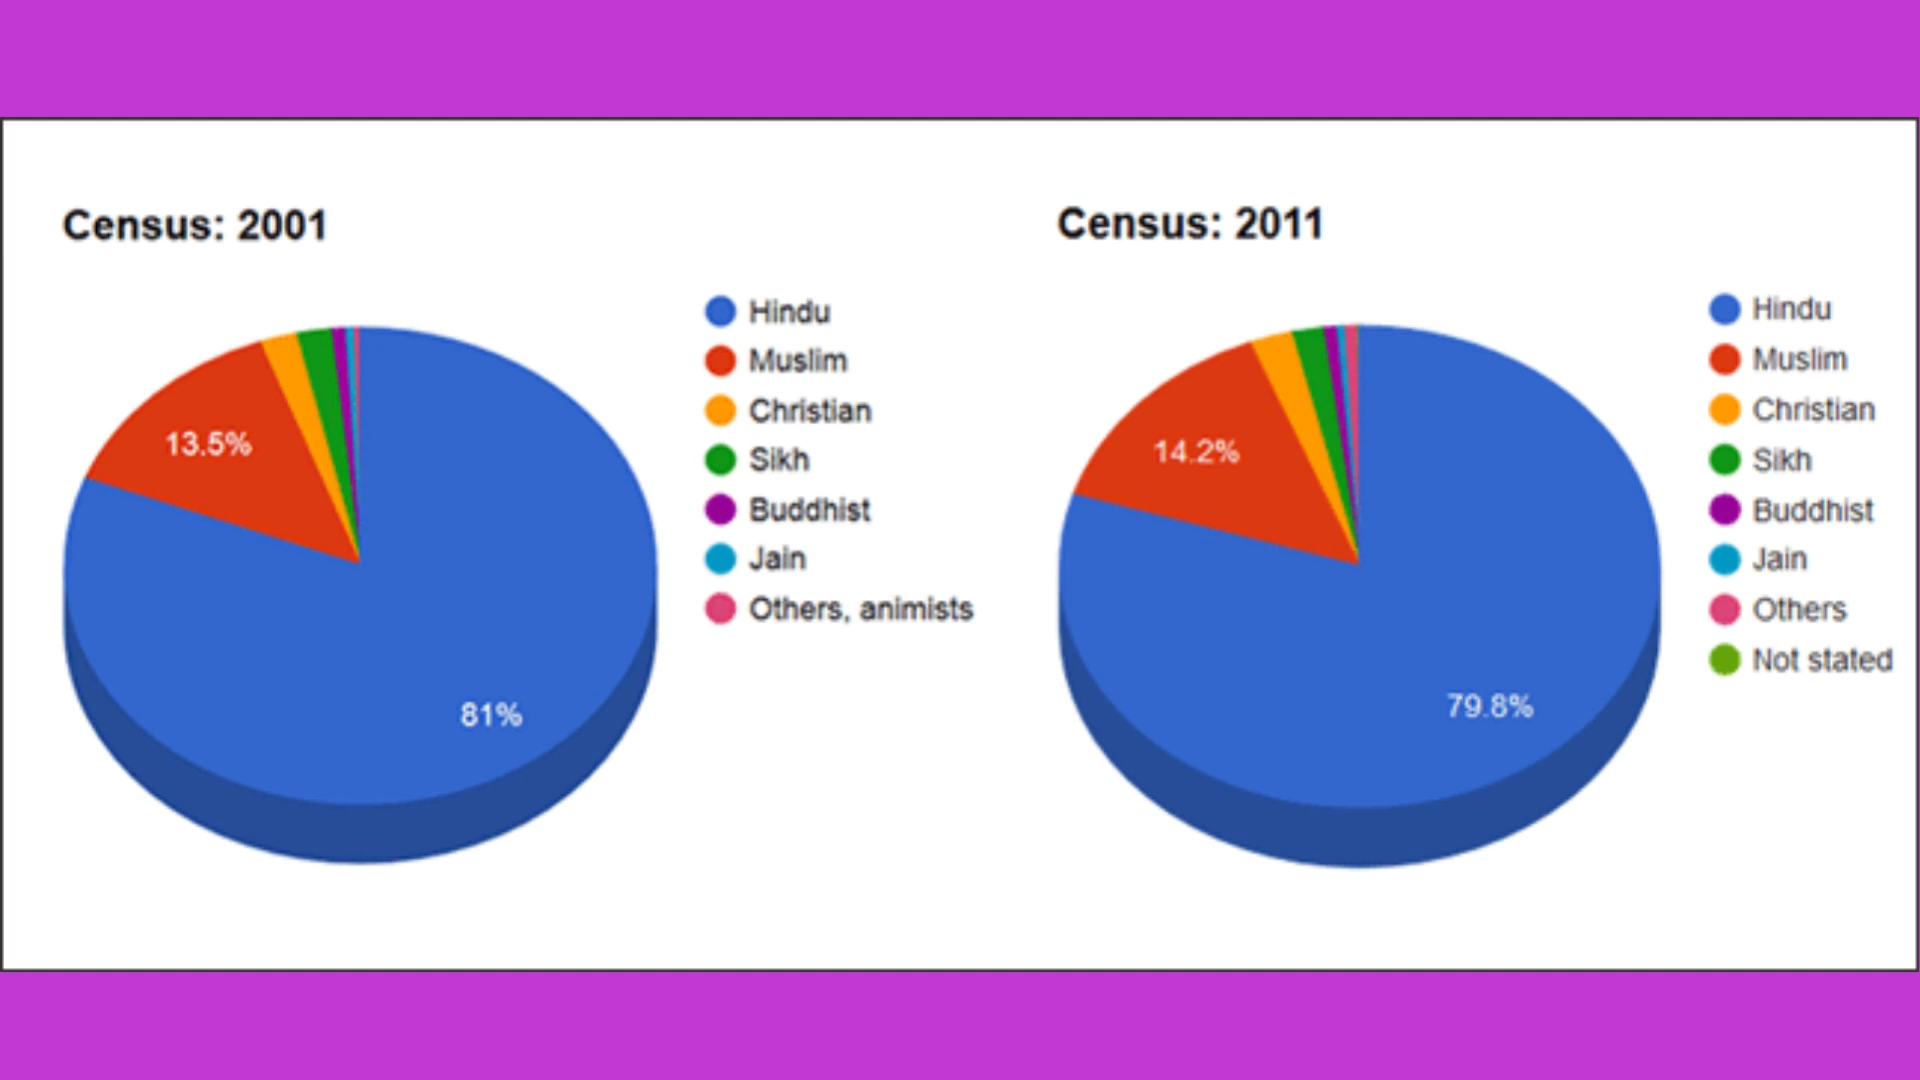 Census: 2001
Hindu
Muslim
Christian
Sikh
Buddhist
Jain
Others, animists
13.5%
81%
Census: 2011
Hindu
Muslim
Christian
Sikh
Buddhist
Jain
Others
Not stated
14.2%
79.8%